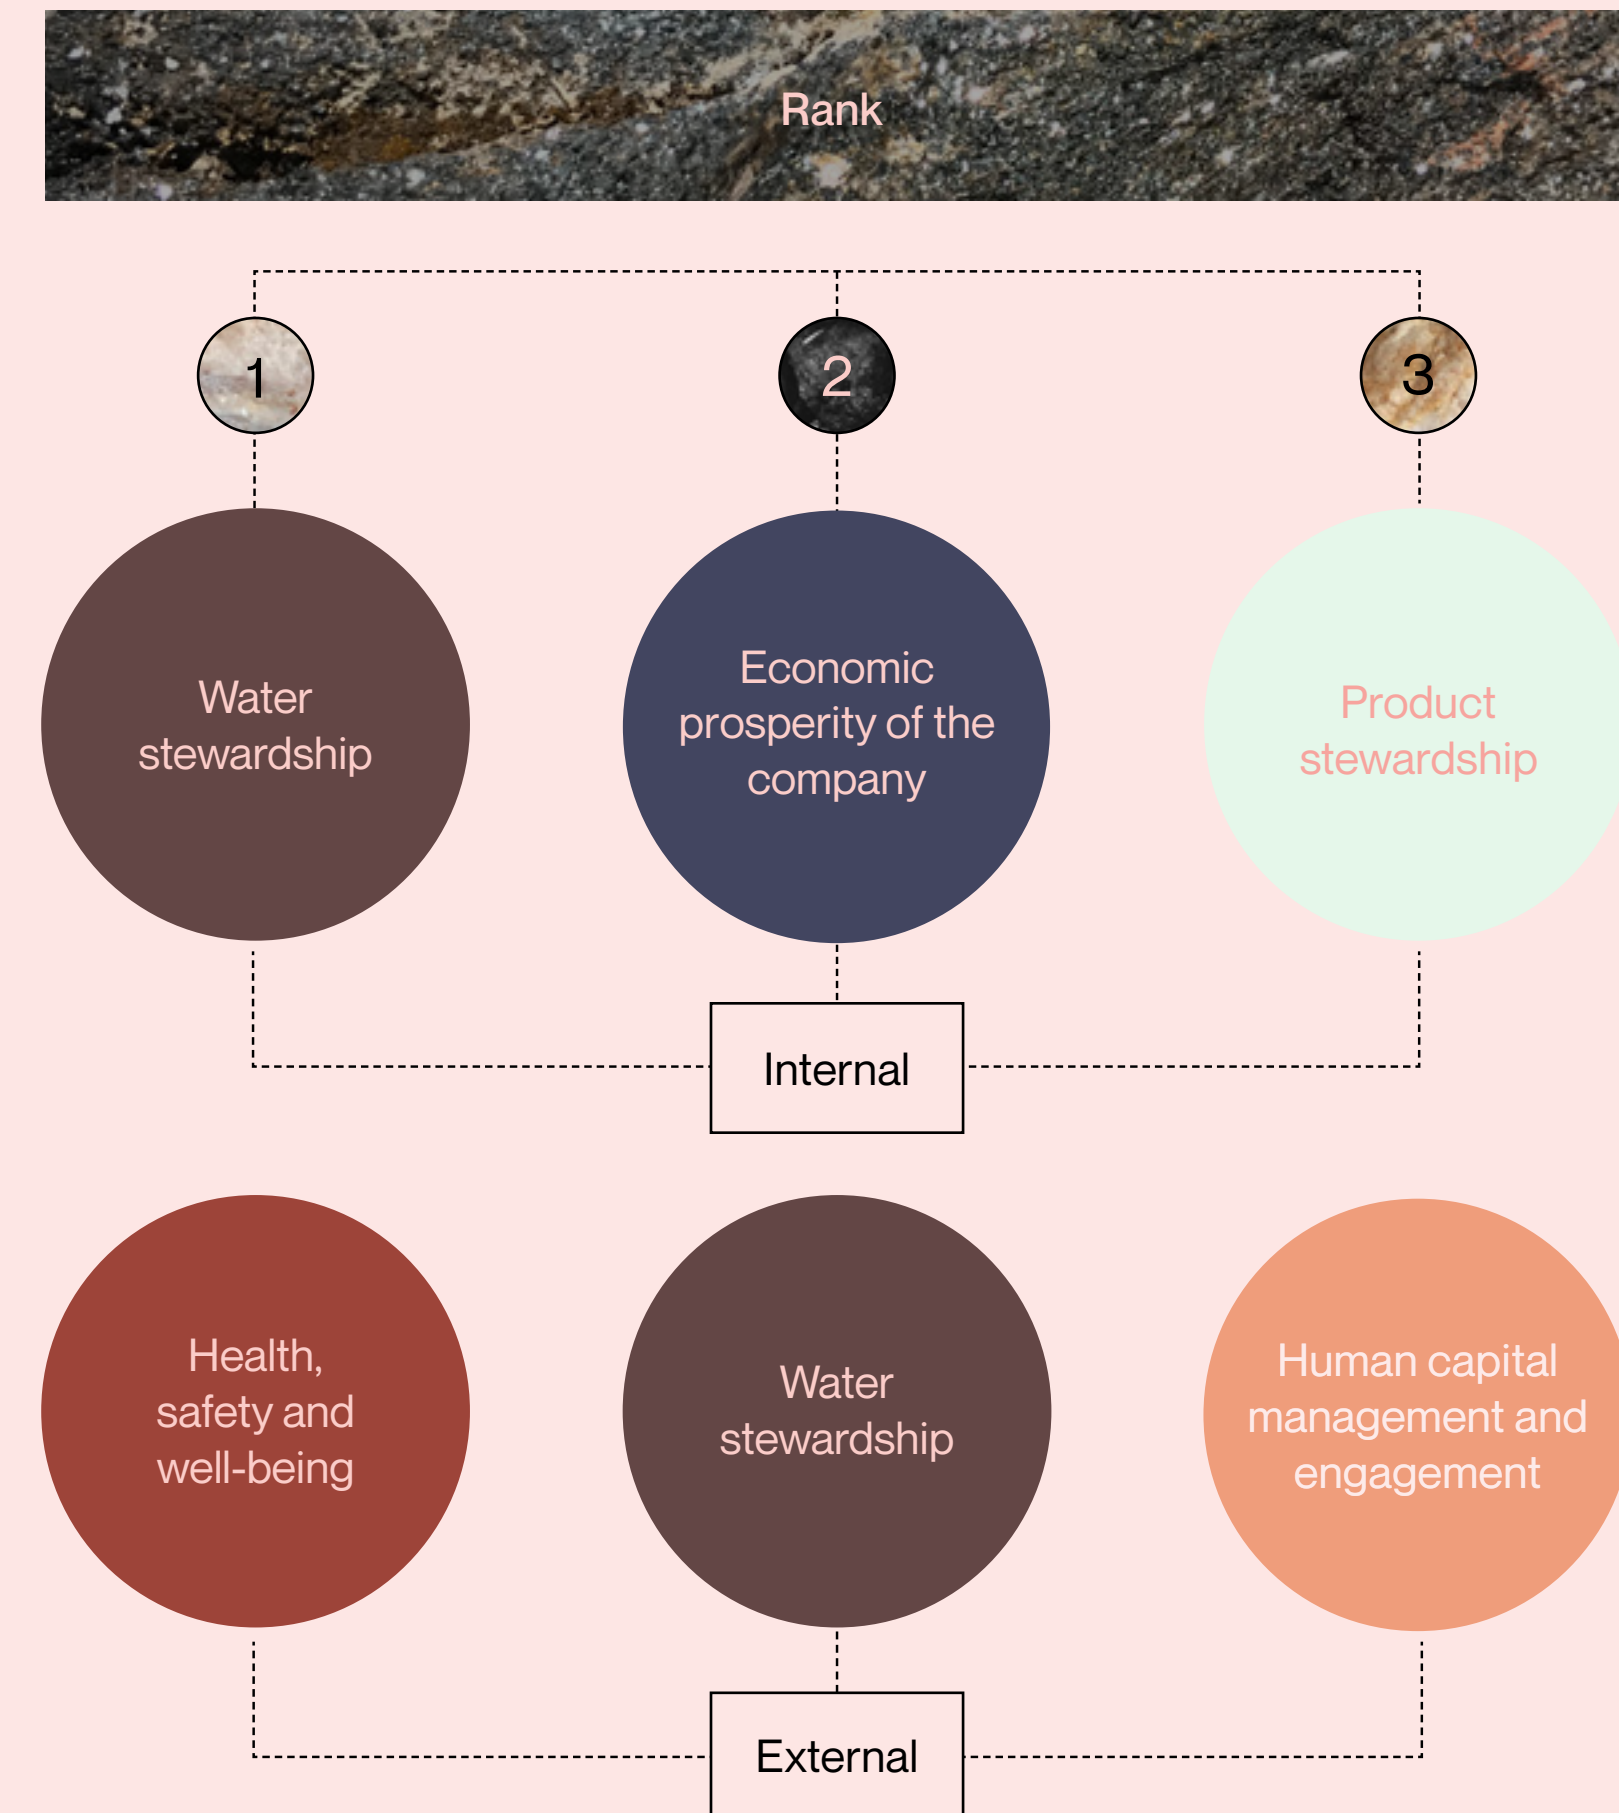 Rank
1
2
3
Water
stewardship
Economic
prosperity of the
company
Product
stewardship
Internal
Health,
safety and
well-being
Water
stewardship
Human capital
management and
engagement
External